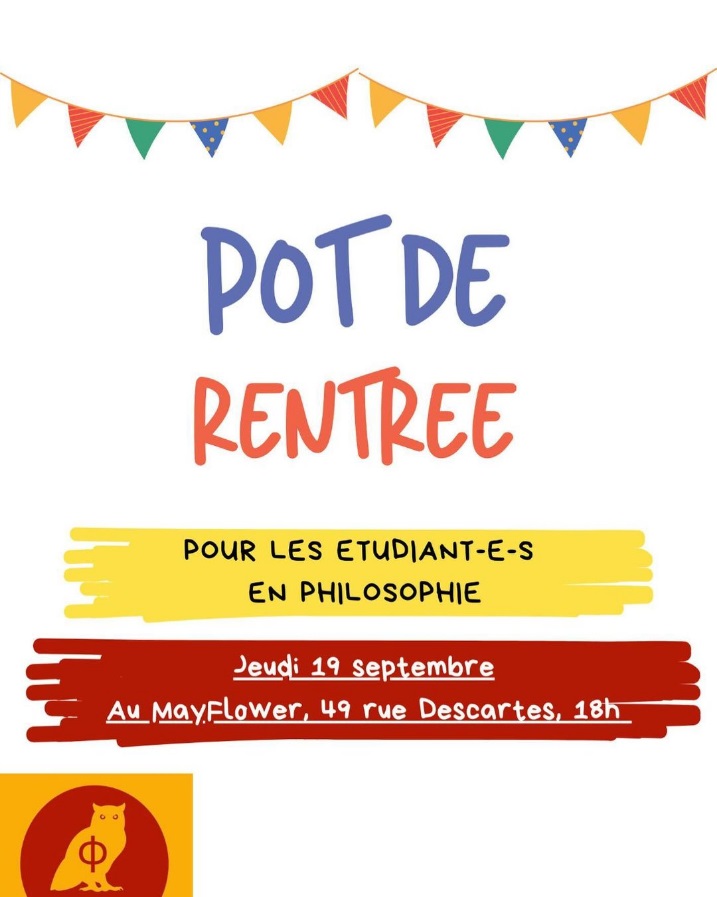 POT DE
RENTREE
POUR LES ETUDIANT-E-S
EN PHILOSOPHIE
Jeudi 19 septembre
Au MayFlower, 49 rue Descartes, 18h
Φ